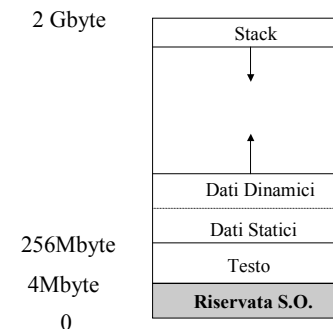 2 Gbyte
Stack
Dati Dinamici
Dati Statici
256Mbyte
Testo
4Mbyte
Riservata S.O.
0